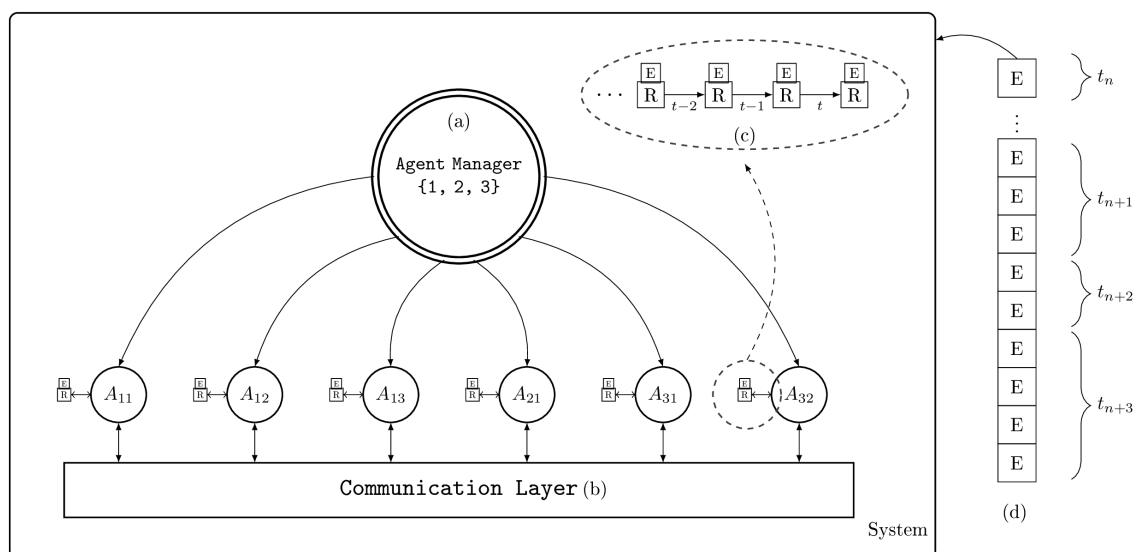 (a)
Agent Manager
{1, 2, 3}
E E E E
··· R R R R
t−2 t−1 t
(c)
E E E E E E
R R R R R R
A₁₁ A₁₂ A₁₃ A₂₁ A₃₁ A₃₂
Communication Layer (b)
System
E tₙ
⋮
E
E tₙ₊₁
E
E
E tₙ₊₂
E
E
E tₙ₊₃
E
(d)